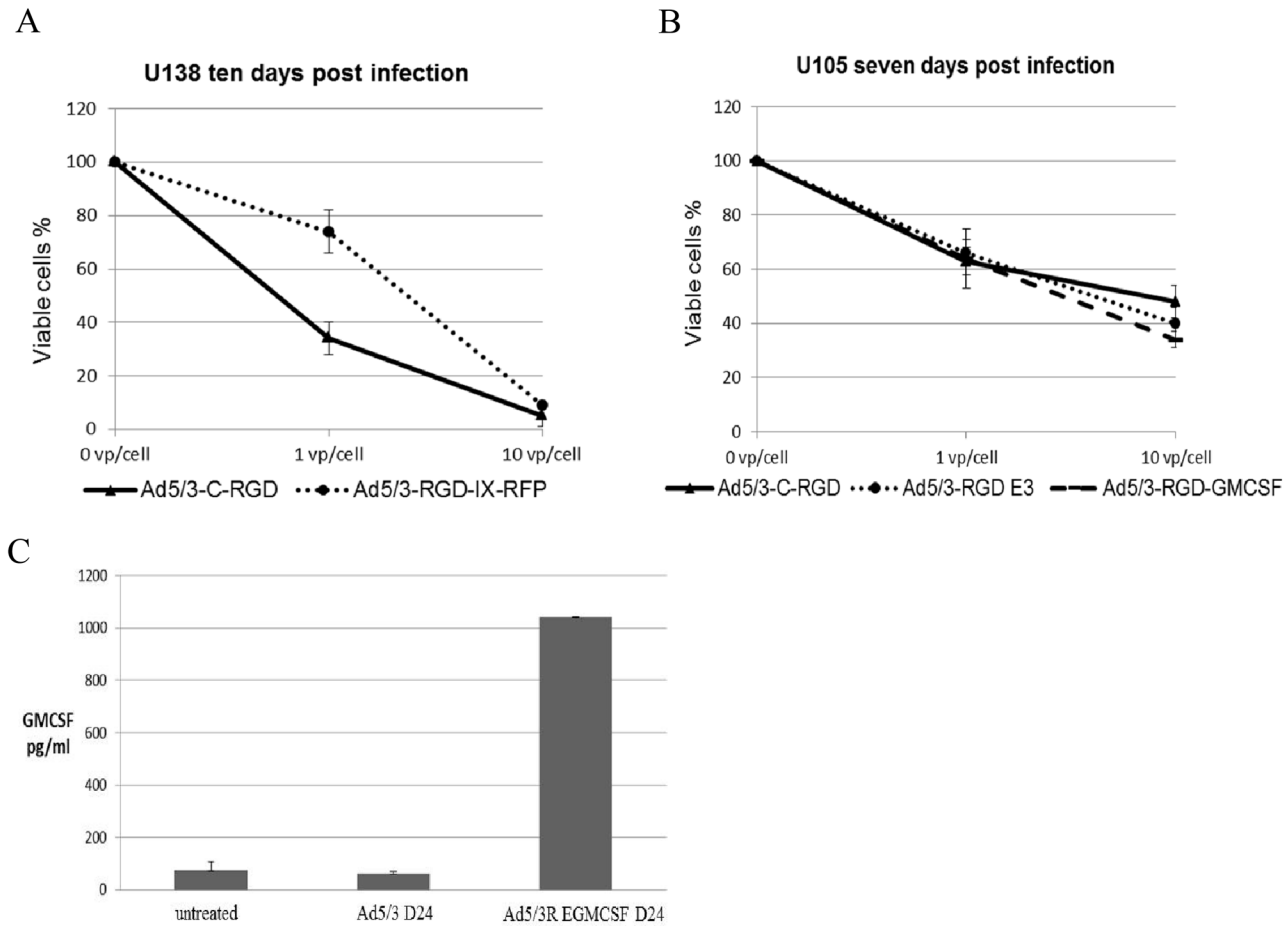 A
U138 ten days post infection
120
100
80
60
40
20
0
Viable cells %
0 vp/cell 1 vp/cell 10 vp/cell
Ad5/3-C-RGD Ad5/3-RGD-IX-RFP
B
U105 seven days post infection
120
100
80
60
40
20
0
Viable cells %
0 vp/cell 1 vp/cell 10 vp/cell
Ad5/3-C-RGD Ad5/3-RGD E3 Ad5/3-RGD-GMCSF
C
1200
1000
800
600
400
200
0
GMCSF
pg/ml
untreated Ad5/3 D24 Ad5/3R EGMCSF D24